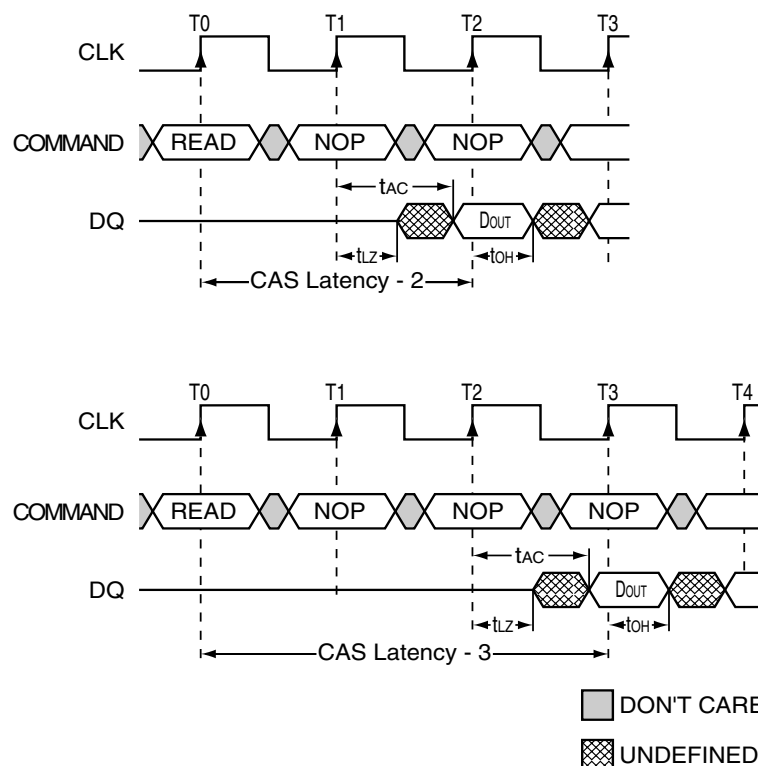 T0 T1 T2 T3
CLK
COMMAND READ NOP NOP
tAC
DQ DOUT
tLZ tOH
CAS Latency - 2
T0 T1 T2 T3 T4
CLK
COMMAND READ NOP NOP NOP
tAC
DQ DOUT
tLZ tOH
CAS Latency - 3
DON'T CARE
UNDEFINED